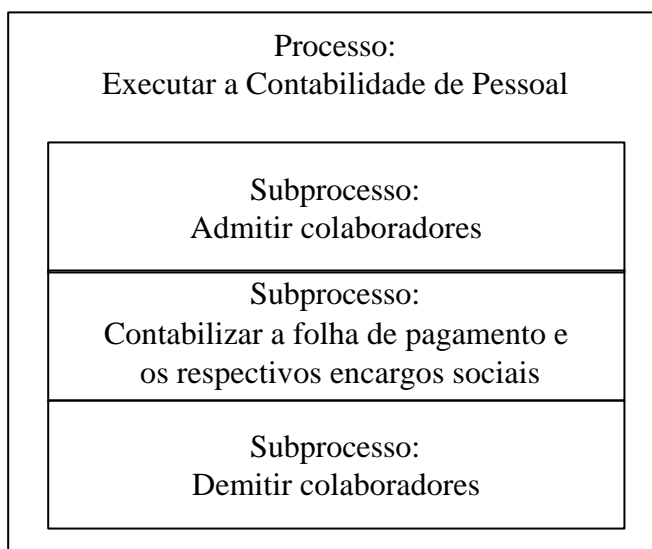 Processo:
Executar a Contabilidade de Pessoal
Subprocesso:
Admitir colaboradores
Subprocesso:
Contabilizar a folha de pagamento e
os respectivos encargos sociais
Subprocesso:
Demitir colaboradores